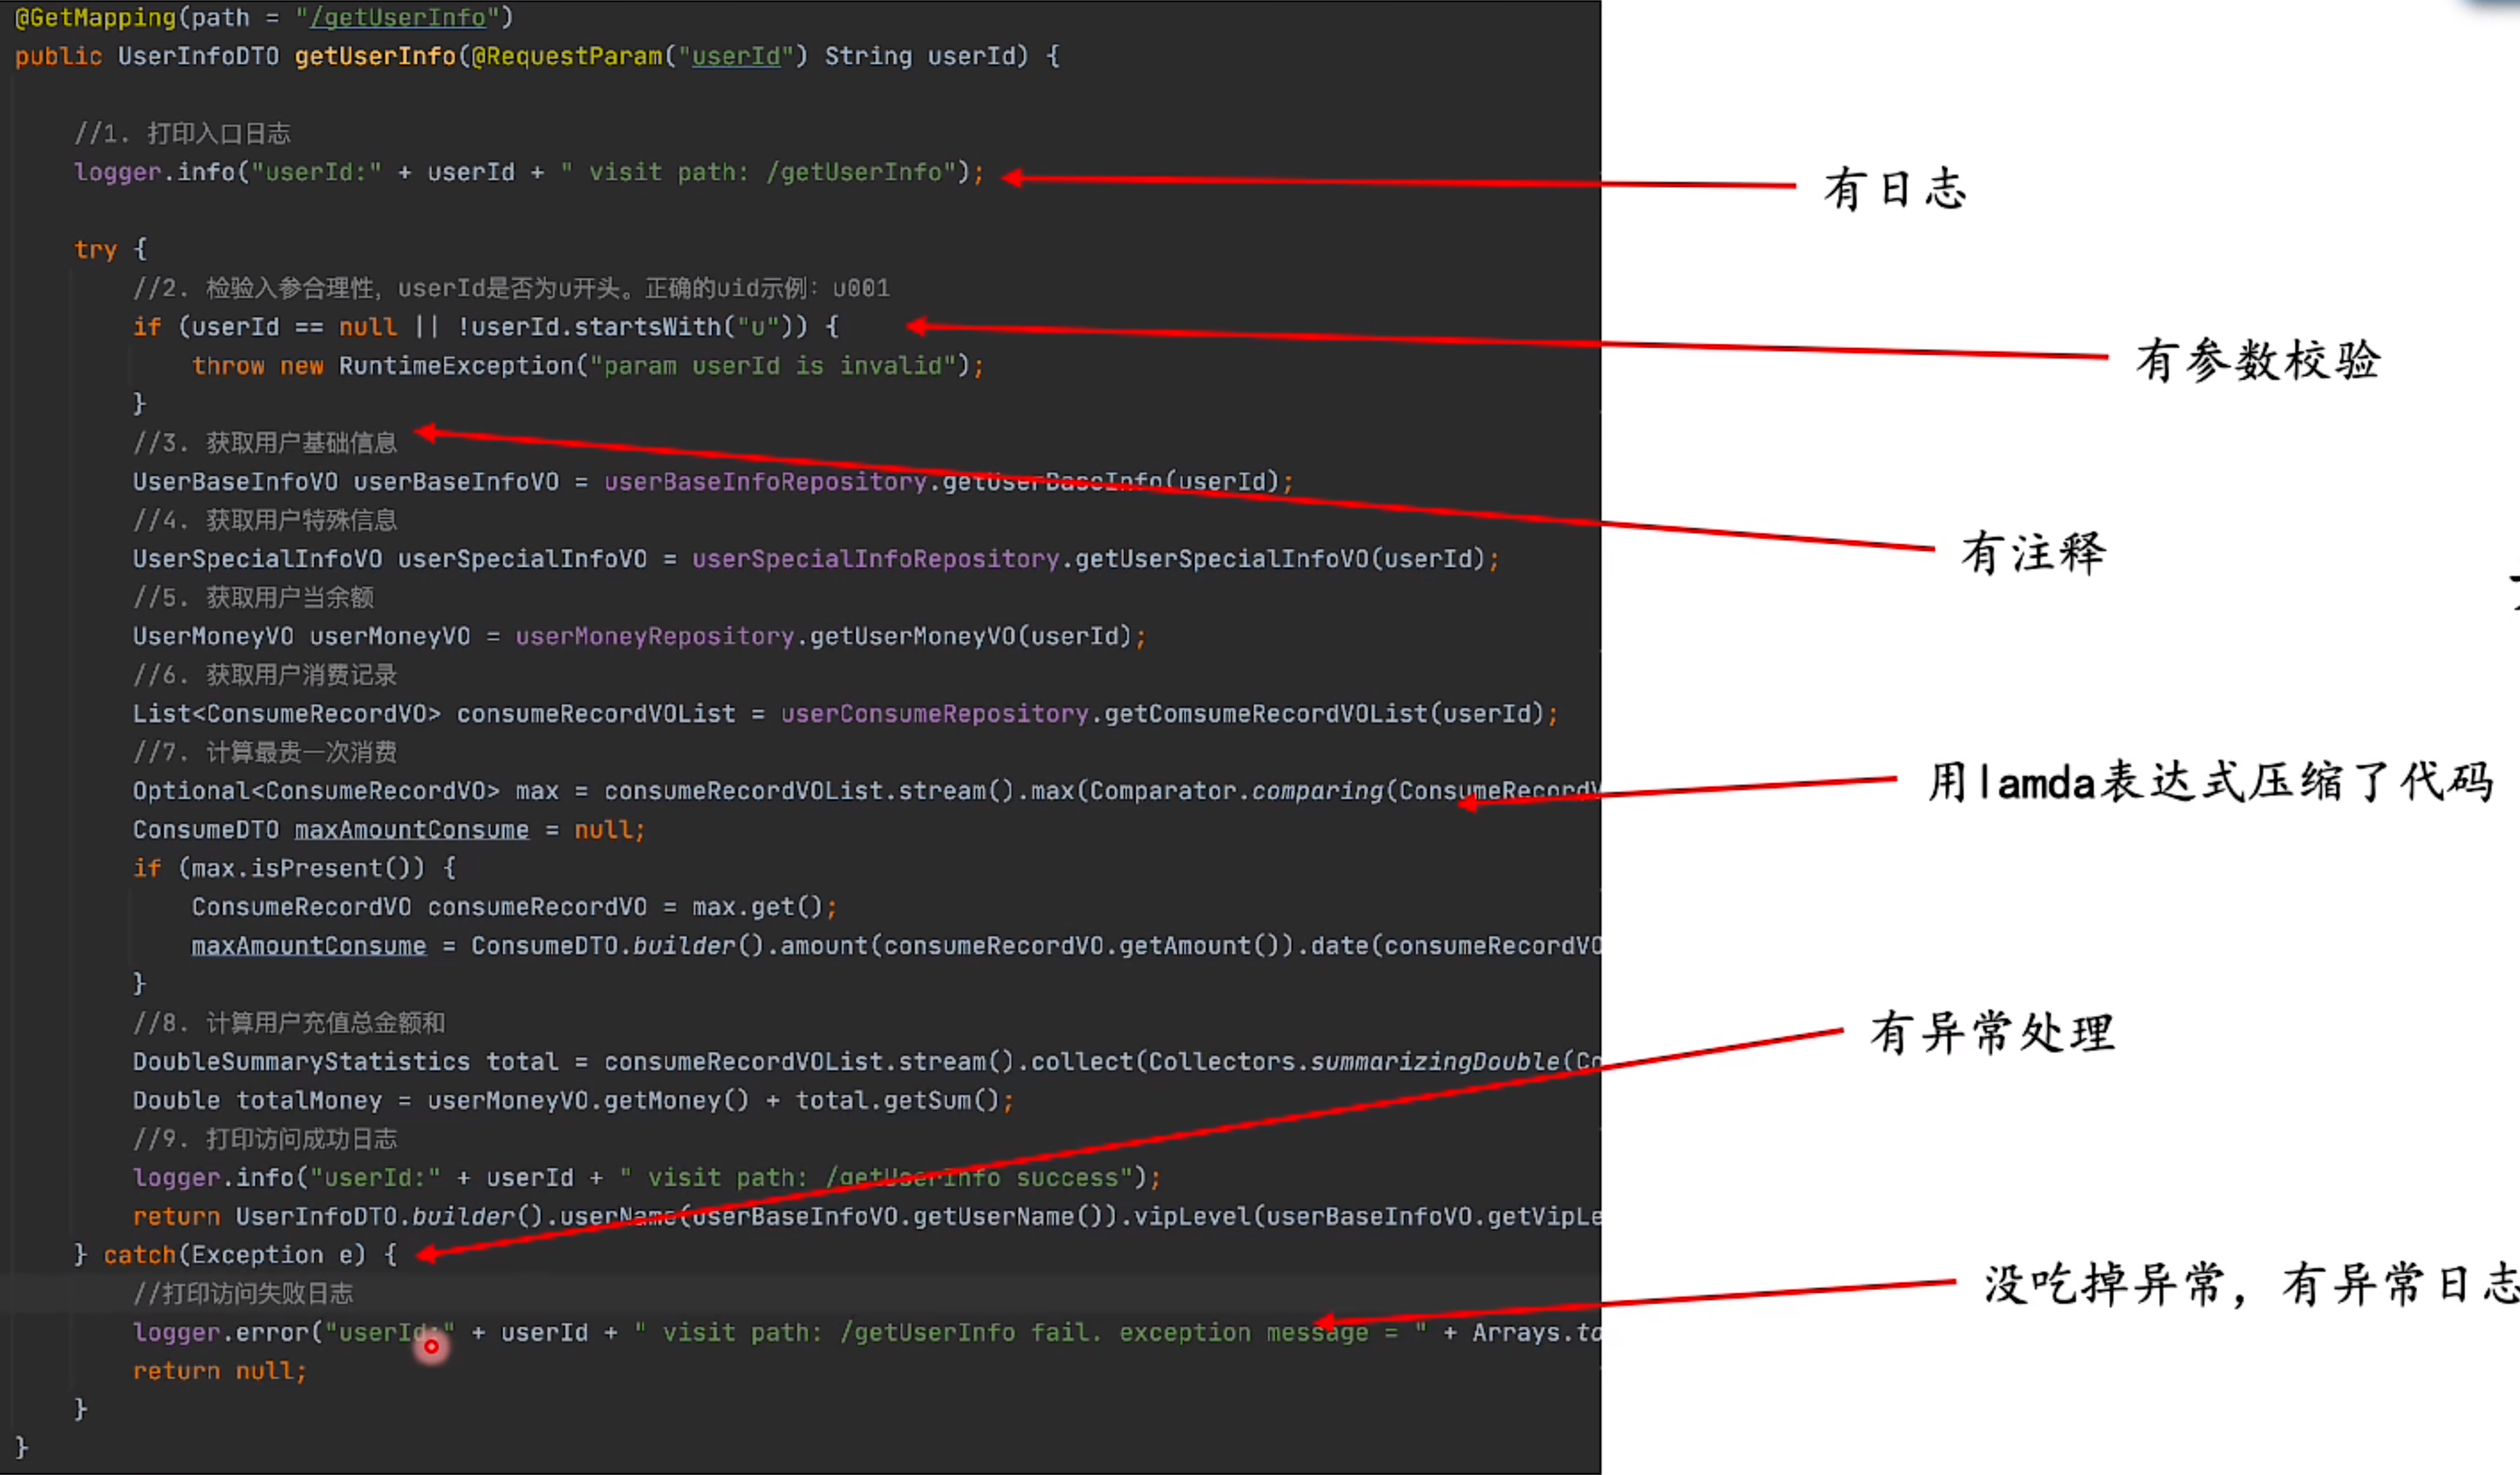 @GetMapping(path = "/getUserInfo")
public UserInfoDTO getUserInfo(@RequestParam("userId") String userId) {
//1. 打印入口日志
logger.info("userId:" + userId + " visit path: /getUserInfo");
有日志
try {
//2. 检验入参合理性，userId是否为u开头。正确的uid示例：u001
if (userId == null || !userId.startsWith("u")) {
有参数校验
throw new RuntimeException("param userId is invalid");
}
//3. 获取用户基础信息
UserBaseInfoVO userBaseInfoVO = userBaseInfoRepository.getUserBaseInfo(userId);
//4. 获取用户特殊信息
有注释
UserSpecialInfoVO userSpecialInfoVO = userSpecialInfoRepository.getUserSpecialInfoVO(userId);
//5. 获取用户当余额
UserMoneyVO userMoneyVO = userMoneyRepository.getUserMoneyVO(userId);
//6. 获取用户消费记录
List<ConsumeRecordVO> consumeRecordVOList = userConsumeRepository.getComsumeRecordVOList(userId);
//7. 计算最贵一次消费
用lamda表达式压缩了代码
Optional<ConsumeRecordVO> max = consumeRecordVOList.stream().max(Comparator.comparing(ConsumeRecordV
ConsumeDTO maxAmountConsume = null;
if (max.isPresent()) {
ConsumeRecordVO consumeRecordVO = max.get();
maxAmountConsume = ConsumeDTO.builder().amount(consumeRecordVO.getAmount()).date(consumeRecordVO
}
//8. 计算用户充值总金额和
有异常处理
DoubleSummaryStatistics total = consumeRecordVOList.stream().collect(Collectors.summarizingDouble(Co
Double totalMoney = userMoneyVO.getMoney() + total.getSum();
//9. 打印访问成功日志
logger.info("userId:" + userId + " visit path: /getUserInfo success");
return UserInfoDTO.builder().userName(userBaseInfoVO.getUserName()).vipLevel(userBaseInfoVO.getVipLe
} catch(Exception e) {
//打印访问失败日志
没吃掉异常，有异常日志
logger.error("userId:" + userId + " visit path: /getUserInfo fail. exception message = " + Arrays.to
return null;
}
}